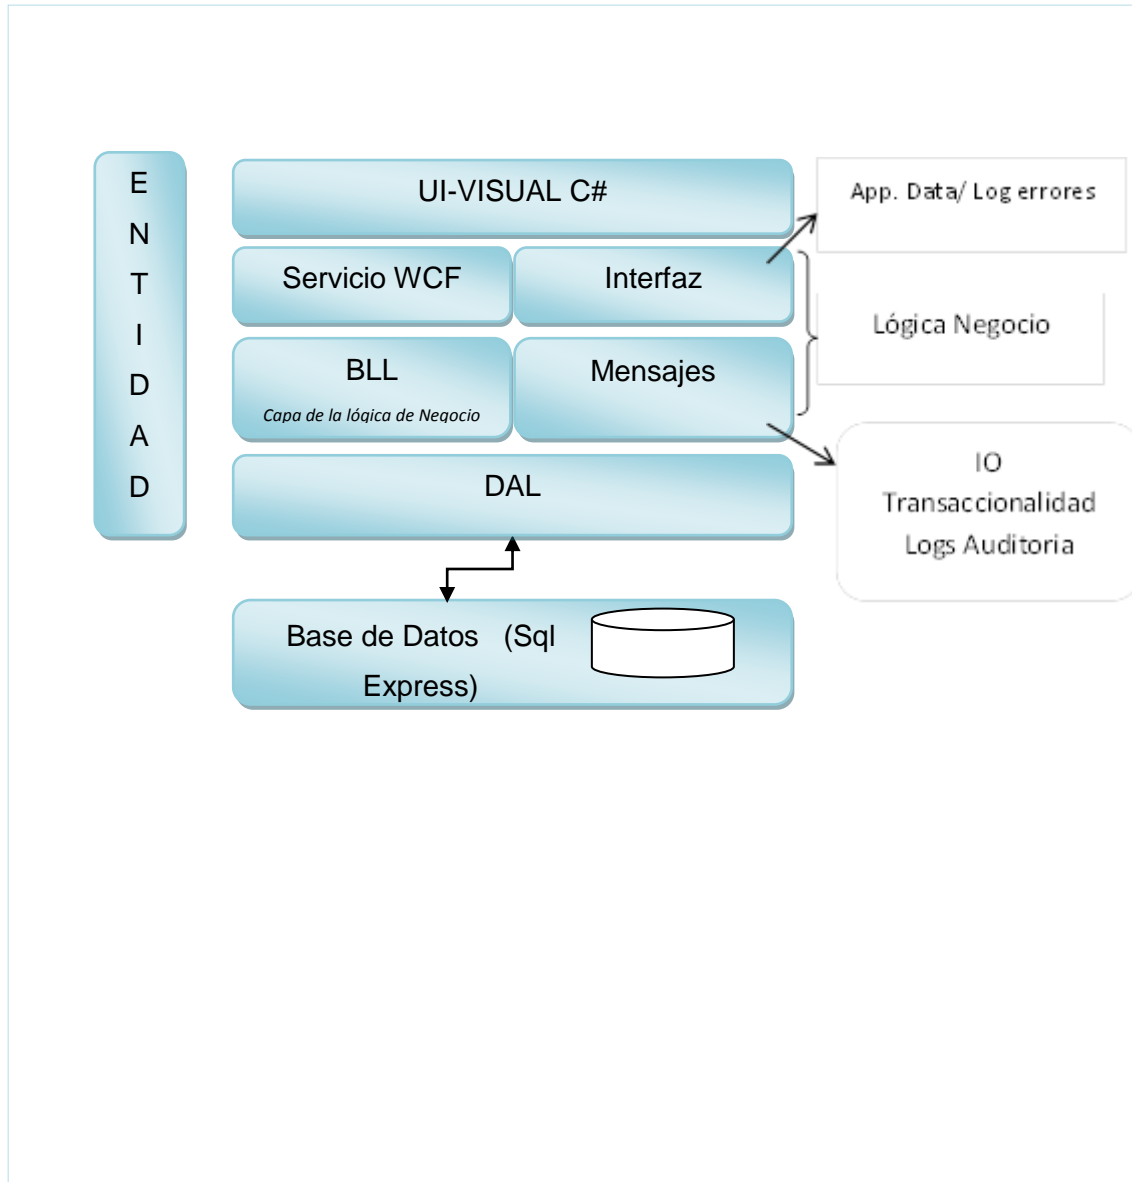 E
N
T
I
D
A
D
UI-VISUAL C#
Servicio WCF
Interfaz
BLL
Capa de la lógica de Negocio
Mensajes
DAL
Base de Datos (Sql
Express)
App. Data/ Log errores
Lógica Negocio
IO
Transaccionalidad
Logs Auditoria